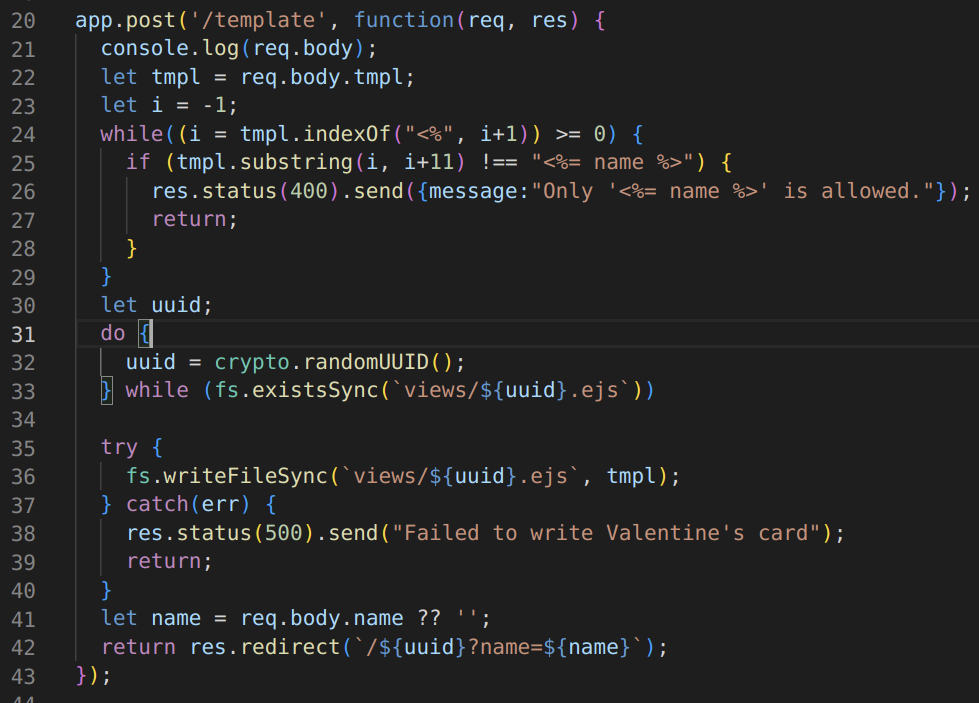 20 app.post('/template', function(req, res) {
21   console.log(req.body);
22   let tmpl = req.body.tmpl;
23   let i = -1;
24   while((i = tmpl.indexOf("<%", i+1)) >= 0) {
25     if (tmpl.substring(i, i+11) !== "<%= name %>") {
26       res.status(400).send({message:"Only '<%= name %>' is allowed."});
27       return;
28     }
29   }
30   let uuid;
31   do {
32     uuid = crypto.randomUUID();
33   } while (fs.existsSync(`views/${uuid}.ejs`))
34
35   try {
36     fs.writeFileSync(`views/${uuid}.ejs`, tmpl);
37   } catch(err) {
38     res.status(500).send("Failed to write Valentine's card");
39     return;
40   }
41   let name = req.body.name ?? '';
42   return res.redirect(`/${uuid}?name=${name}`);
43 });